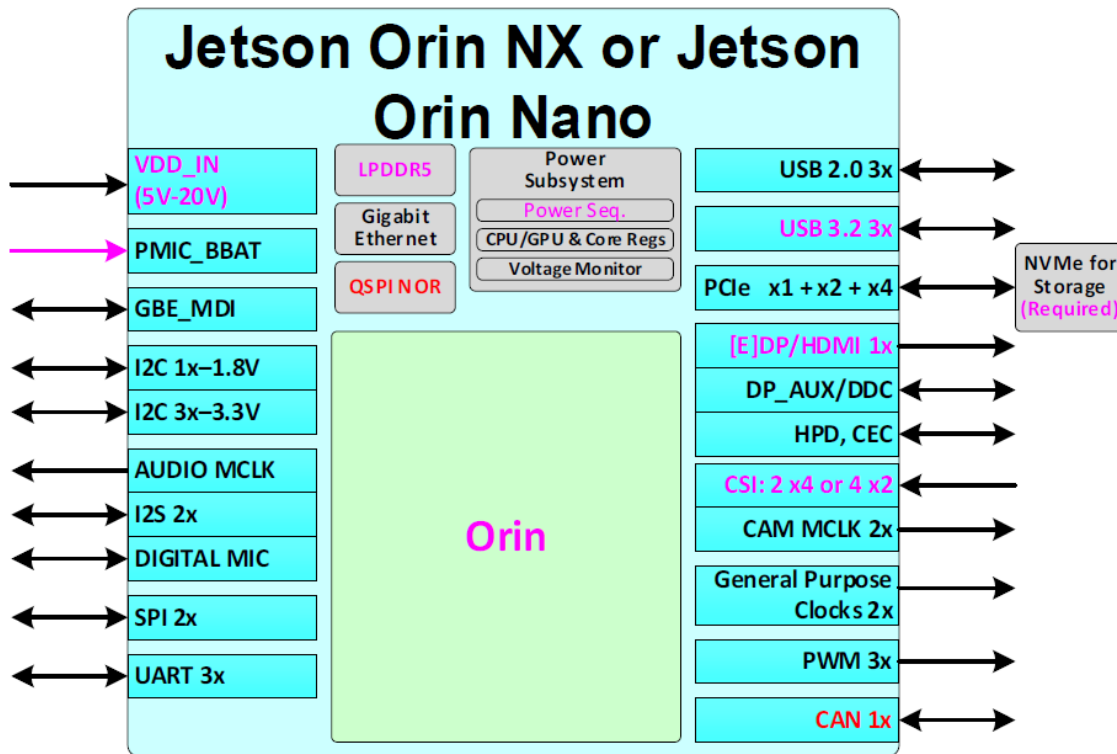 Jetson Orin NX or Jetson
Orin Nano
VDD_IN
(5V-20V)
PMIC_BBAT
GBE_MDI
I2C 1x–1.8V
I2C 3x–3.3V
AUDIO MCLK
I2S 2x
DIGITAL MIC
SPI 2x
UART 3x
LPDDR5
Gigabit
Ethernet
QSPI NOR
Power
Subsystem
Power Seq.
CPU/GPU & Core Regs
Voltage Monitor
Orin
USB 2.0 3x
USB 3.2 3x
PCIe x1 + x2 + x4
[E]DP/HDMI 1x
DP_AUX/DDC
HPD, CEC
CSI: 2 x4 or 4 x2
CAM MCLK 2x
General Purpose
Clocks 2x
PWM 3x
CAN 1x
NVMe for
Storage
(Required)